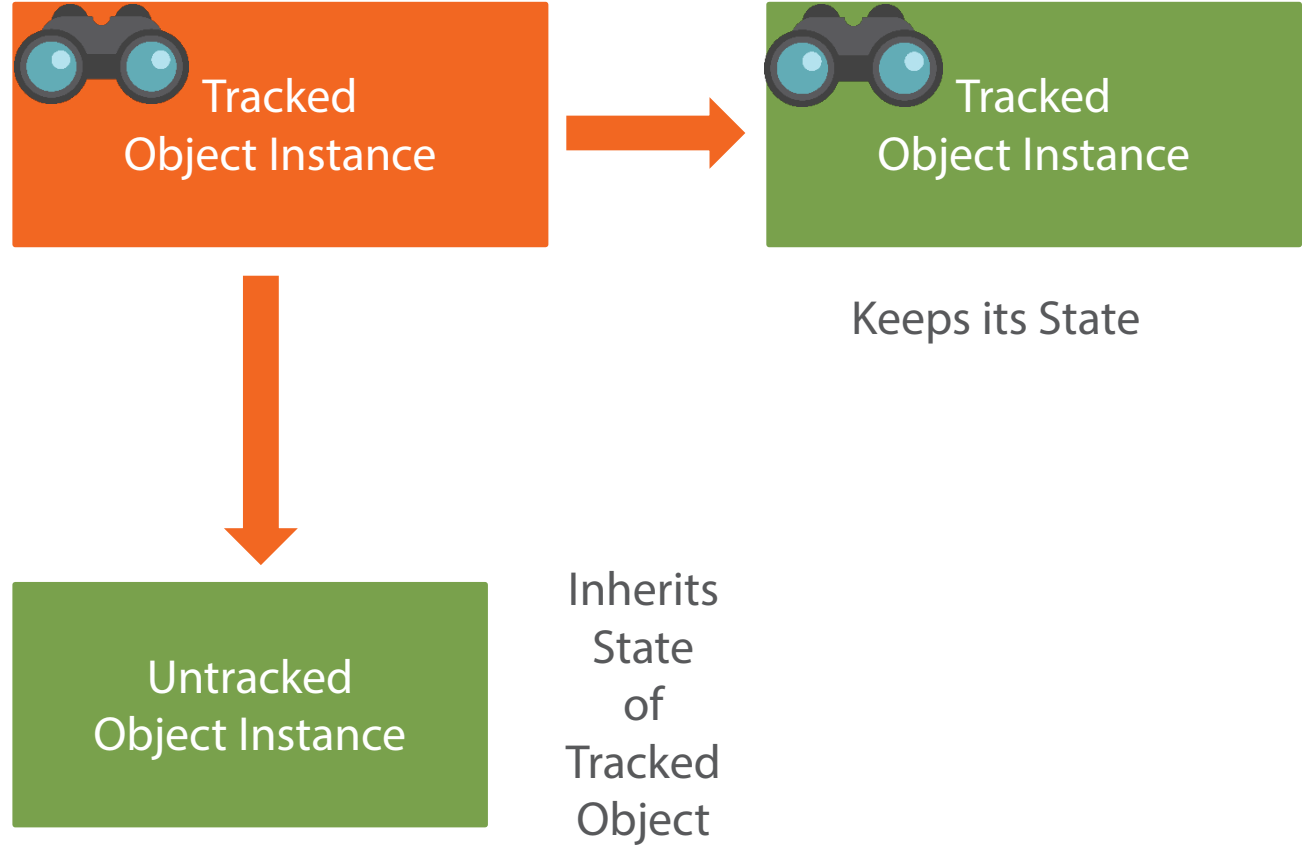 Tracked
Object Instance
Tracked
Object Instance
Keeps its State
Untracked
Object Instance
Inherits
State
of
Tracked
Object